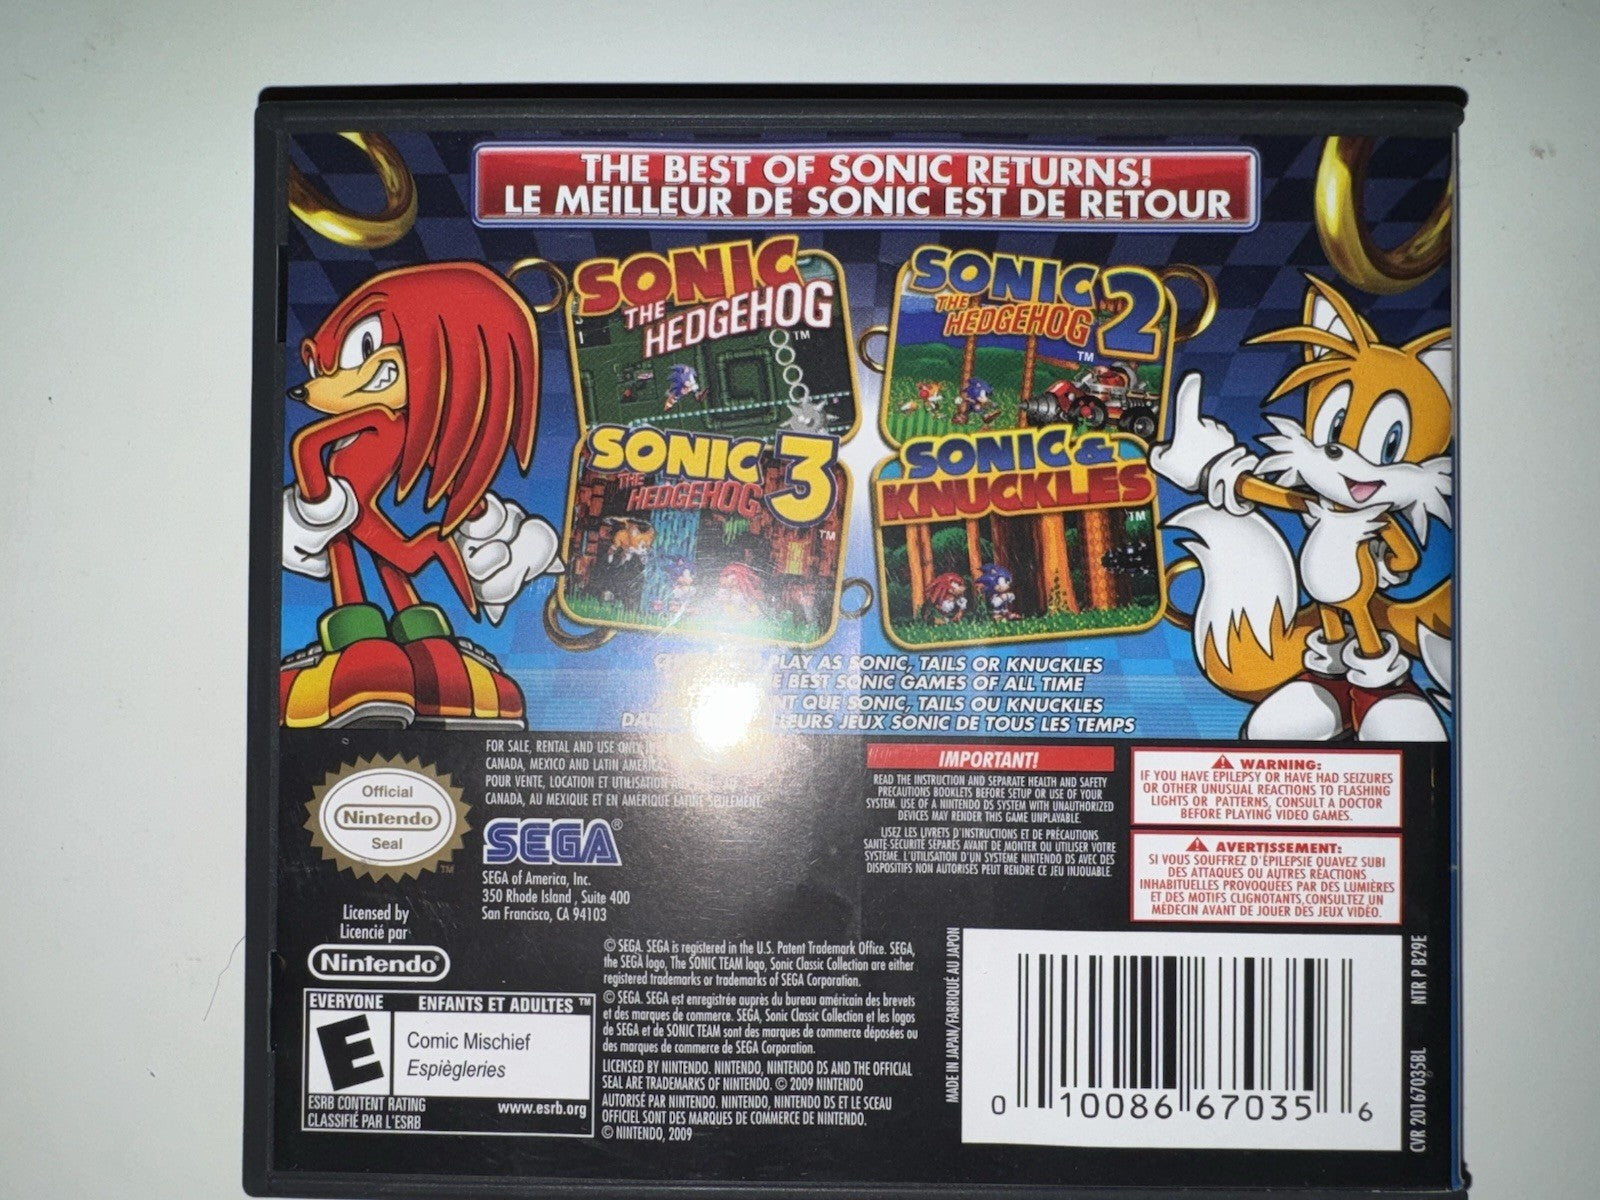 THE BEST OF SONIC RETURNS!
LE MEILLEUR DE SONIC EST DE RETOUR
SONIC
THE
HEDGEHOG
TM
SONIC
THE
HEDGEHOG 2
TM
SONIC
THE
HEDGEHOG 3
TM
SONIC &
KNUCKLES
TM
PLAY AS SONIC, TAILS OR KNUCKLES
BEST SONIC GAMES OF ALL TIME
QUE SONIC, TAILS OU KNUCKLES
JEUX SONIC DE TOUS LES TEMPS
FOR SALE, RENTAL AND USE ONLY IN
CANADA, MEXICO AND LATIN AMERICA
POUR VENTE, LOCATION ET UTILISATION
CANADA, AU MEXIQUE ET EN AMÉRIQUE LATINE SEULEMENT.
Official
Nintendo
Seal
TM
SEGA®
SEGA of America, Inc.
350 Rhode Island , Suite 400
San Francisco, CA 94103
Licensed by
Licencié par
Nintendo®
EVERYONE
ENFANTS ET ADULTES ™
E
Comic Mischief
Espiègleries
ESRB CONTENT RATING
www.esrb.org
CLASSIFIÉ PAR L'ESRB
© SEGA. SEGA is registered in the U.S. Patent Trademark Office. SEGA,
the SEGA logo, The SONIC TEAM logo, Sonic Classic Collection are either
registered trademarks or trademarks of SEGA Corporation.
© SEGA. SEGA est enregistrée auprès du bureau américain des brevets
et des marques de commerce. SEGA, Sonic Classic Collection et les logos
de SEGA et de SONIC TEAM sont des marques de commerce déposées ou
des marques de commerce de SEGA Corporation.
LICENSED BY NINTENDO. NINTENDO, NINTENDO DS AND THE OFFICIAL
SEAL ARE TRADEMARKS OF NINTENDO. © 2009 NINTENDO
AUTORISÉ PAR NINTENDO. NINTENDO, NINTENDO DS ET LE SCEAU
OFFICIEL SONT DES MARQUES DE COMMERCE DE NINTENDO.
© NINTENDO, 2009
IMPORTANT!
READ THE INSTRUCTION AND SEPARATE HEALTH AND SAFETY
PRECAUTIONS BOOKLETS BEFORE SETUP OR USE OF YOUR
SYSTEM. USE OF A NINTENDO DS SYSTEM WITH UNAUTHORIZED
DEVICES MAY RENDER THIS GAME UNPLAYABLE.
LISEZ LES LIVRETS D'INSTRUCTIONS ET DE PRÉCAUTIONS
SANTÉ-SÉCURITÉ SÉPARÉS AVANT DE MONTER OU UTILISER VOTRE
SYSTÈME. L'UTILISATION D'UN SYSTÈME NINTENDO DS AVEC DES
DISPOSITIFS NON AUTORISÉS PEUT RENDRE CE JEU INJOUABLE.
WARNING:
IF YOU HAVE EPILEPSY OR HAVE HAD SEIZURES
OR OTHER UNUSUAL REACTIONS TO FLASHING
LIGHTS OR PATTERNS, CONSULT A DOCTOR
BEFORE PLAYING VIDEO GAMES.
AVERTISSEMENT:
SI VOUS SOUFFREZ D'ÉPILEPSIE OUAVEZ SUBI
DES ATTAQUES OU AUTRES RÉACTIONS
INHABITUELLES PROVOQUÉES PAR DES LUMIÈRES
ET DES MOTIFS CLIGNOTANTS,CONSULTEZ UN
MÉDECIN AVANT DE JOUER DES JEUX VIDÉO.
MADE IN JAPAN/FABRIQUÉ AU JAPON
0 10086 67035 6
CVR 20167035BL NTR P B29E